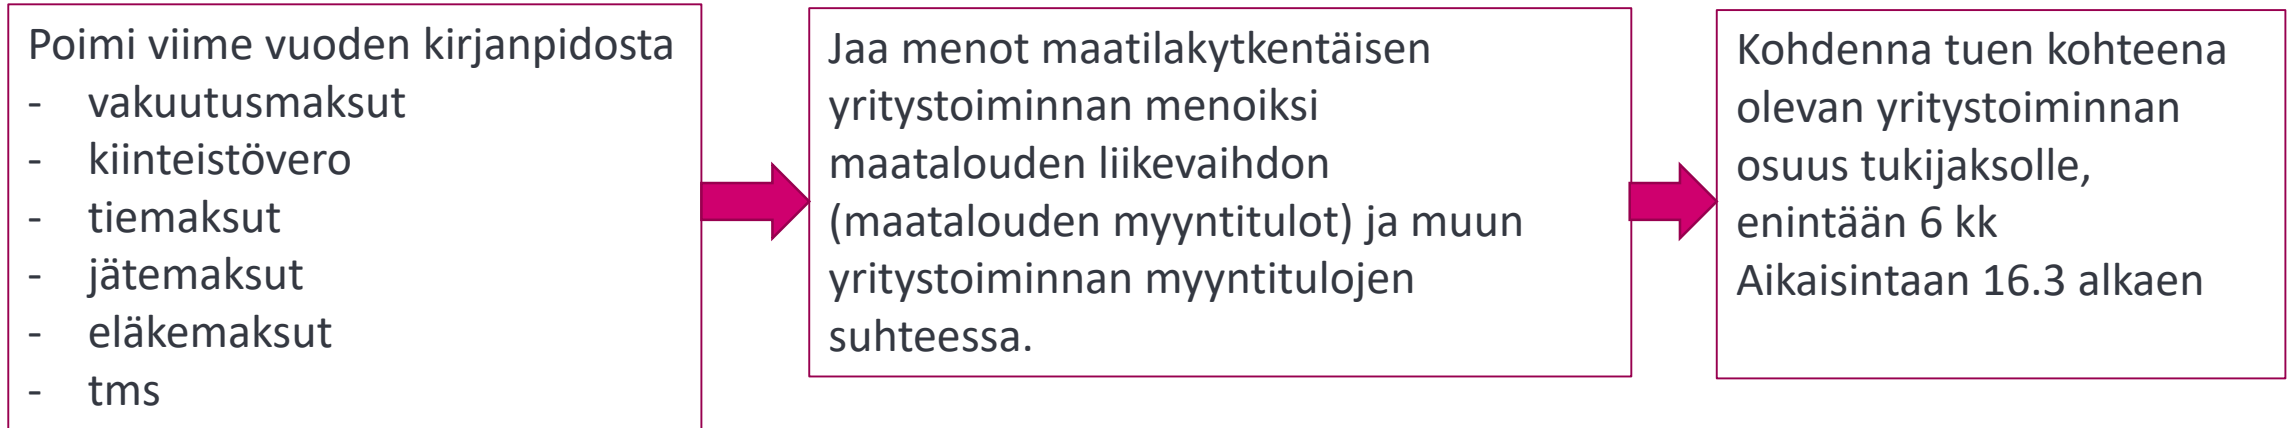 Poimi viime vuoden kirjanpidosta
- vakuutusmaksut
- kiinteistövero
- tiemaksut
- jätemaksut
- eläkemaksut
- tms
Jaa menot maatilakytkentäisen
yritystoiminnan menoiksi
maatalouden liikevaihdon
(maatalouden myyntitulot) ja muun
yritystoiminnan myyntitulojen
suhteessa.
Kohdenna tuen kohteena
olevan yritystoiminnan
osuus tukijaksolle,
enintään 6 kk
Aikaisintaan 16.3 alkaen